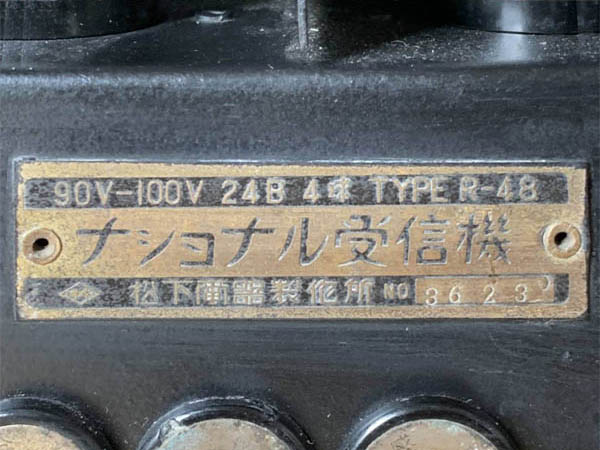 90V-100V 24B 4球 TYPE R-48
ナショナル受信機
松下電器製作所 NO 3623